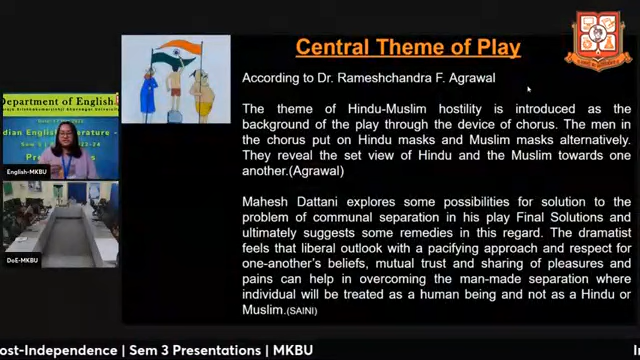 Central Theme of Play
According to Dr. Rameshchandra F. Agrawal
The theme of Hindu-Muslim hostility is introduced as the
background of the play through the device of chorus. The men in
the chorus put on Hindu masks and Muslim masks alternatively.
They reveal the set view of Hindu and the Muslim towards one
another.(Agrawal)
Mahesh Dattani explores some possibilities for solution to the
problem of communal separation in his play Final Solutions and
ultimately suggests some remedies in this regard. The dramatist
feels that liberal outlook with a pacifying approach and respect for
one-another's beliefs, mutual trust and sharing of pleasures and
pains can help in overcoming the man-made separation where
individual will be treated as a human being and not as a Hindu or
Muslim.(SAINI)
Department of English
dian English Literature -
English-MKBU
DoE-MKBU
ost-Independence | Sem 3 Presentations | MKBU